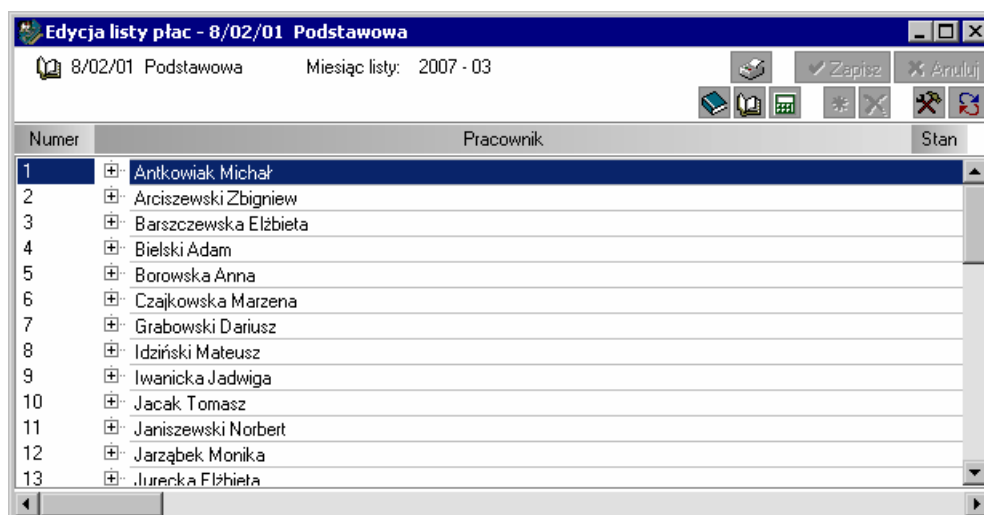 Edycja listy płac - 8/02/01 Podstawowa
8/02/01 Podstawowa Miesiąc listy: 2007 - 03
Zapisz Anuluj
Numer Pracownik Stan
1 Antkowiak Michał
2 Arciszewski Zbigniew
3 Barszczewska Elżbieta
4 Bielski Adam
5 Borowska Anna
6 Czajkowska Marzena
7 Grabowski Dariusz
8 Idziński Mateusz
9 Iwanicka Jadwiga
10 Jacak Tomasz
11 Janiszewski Norbert
12 Jarząbek Monika
13 Jurecka Elżbieta